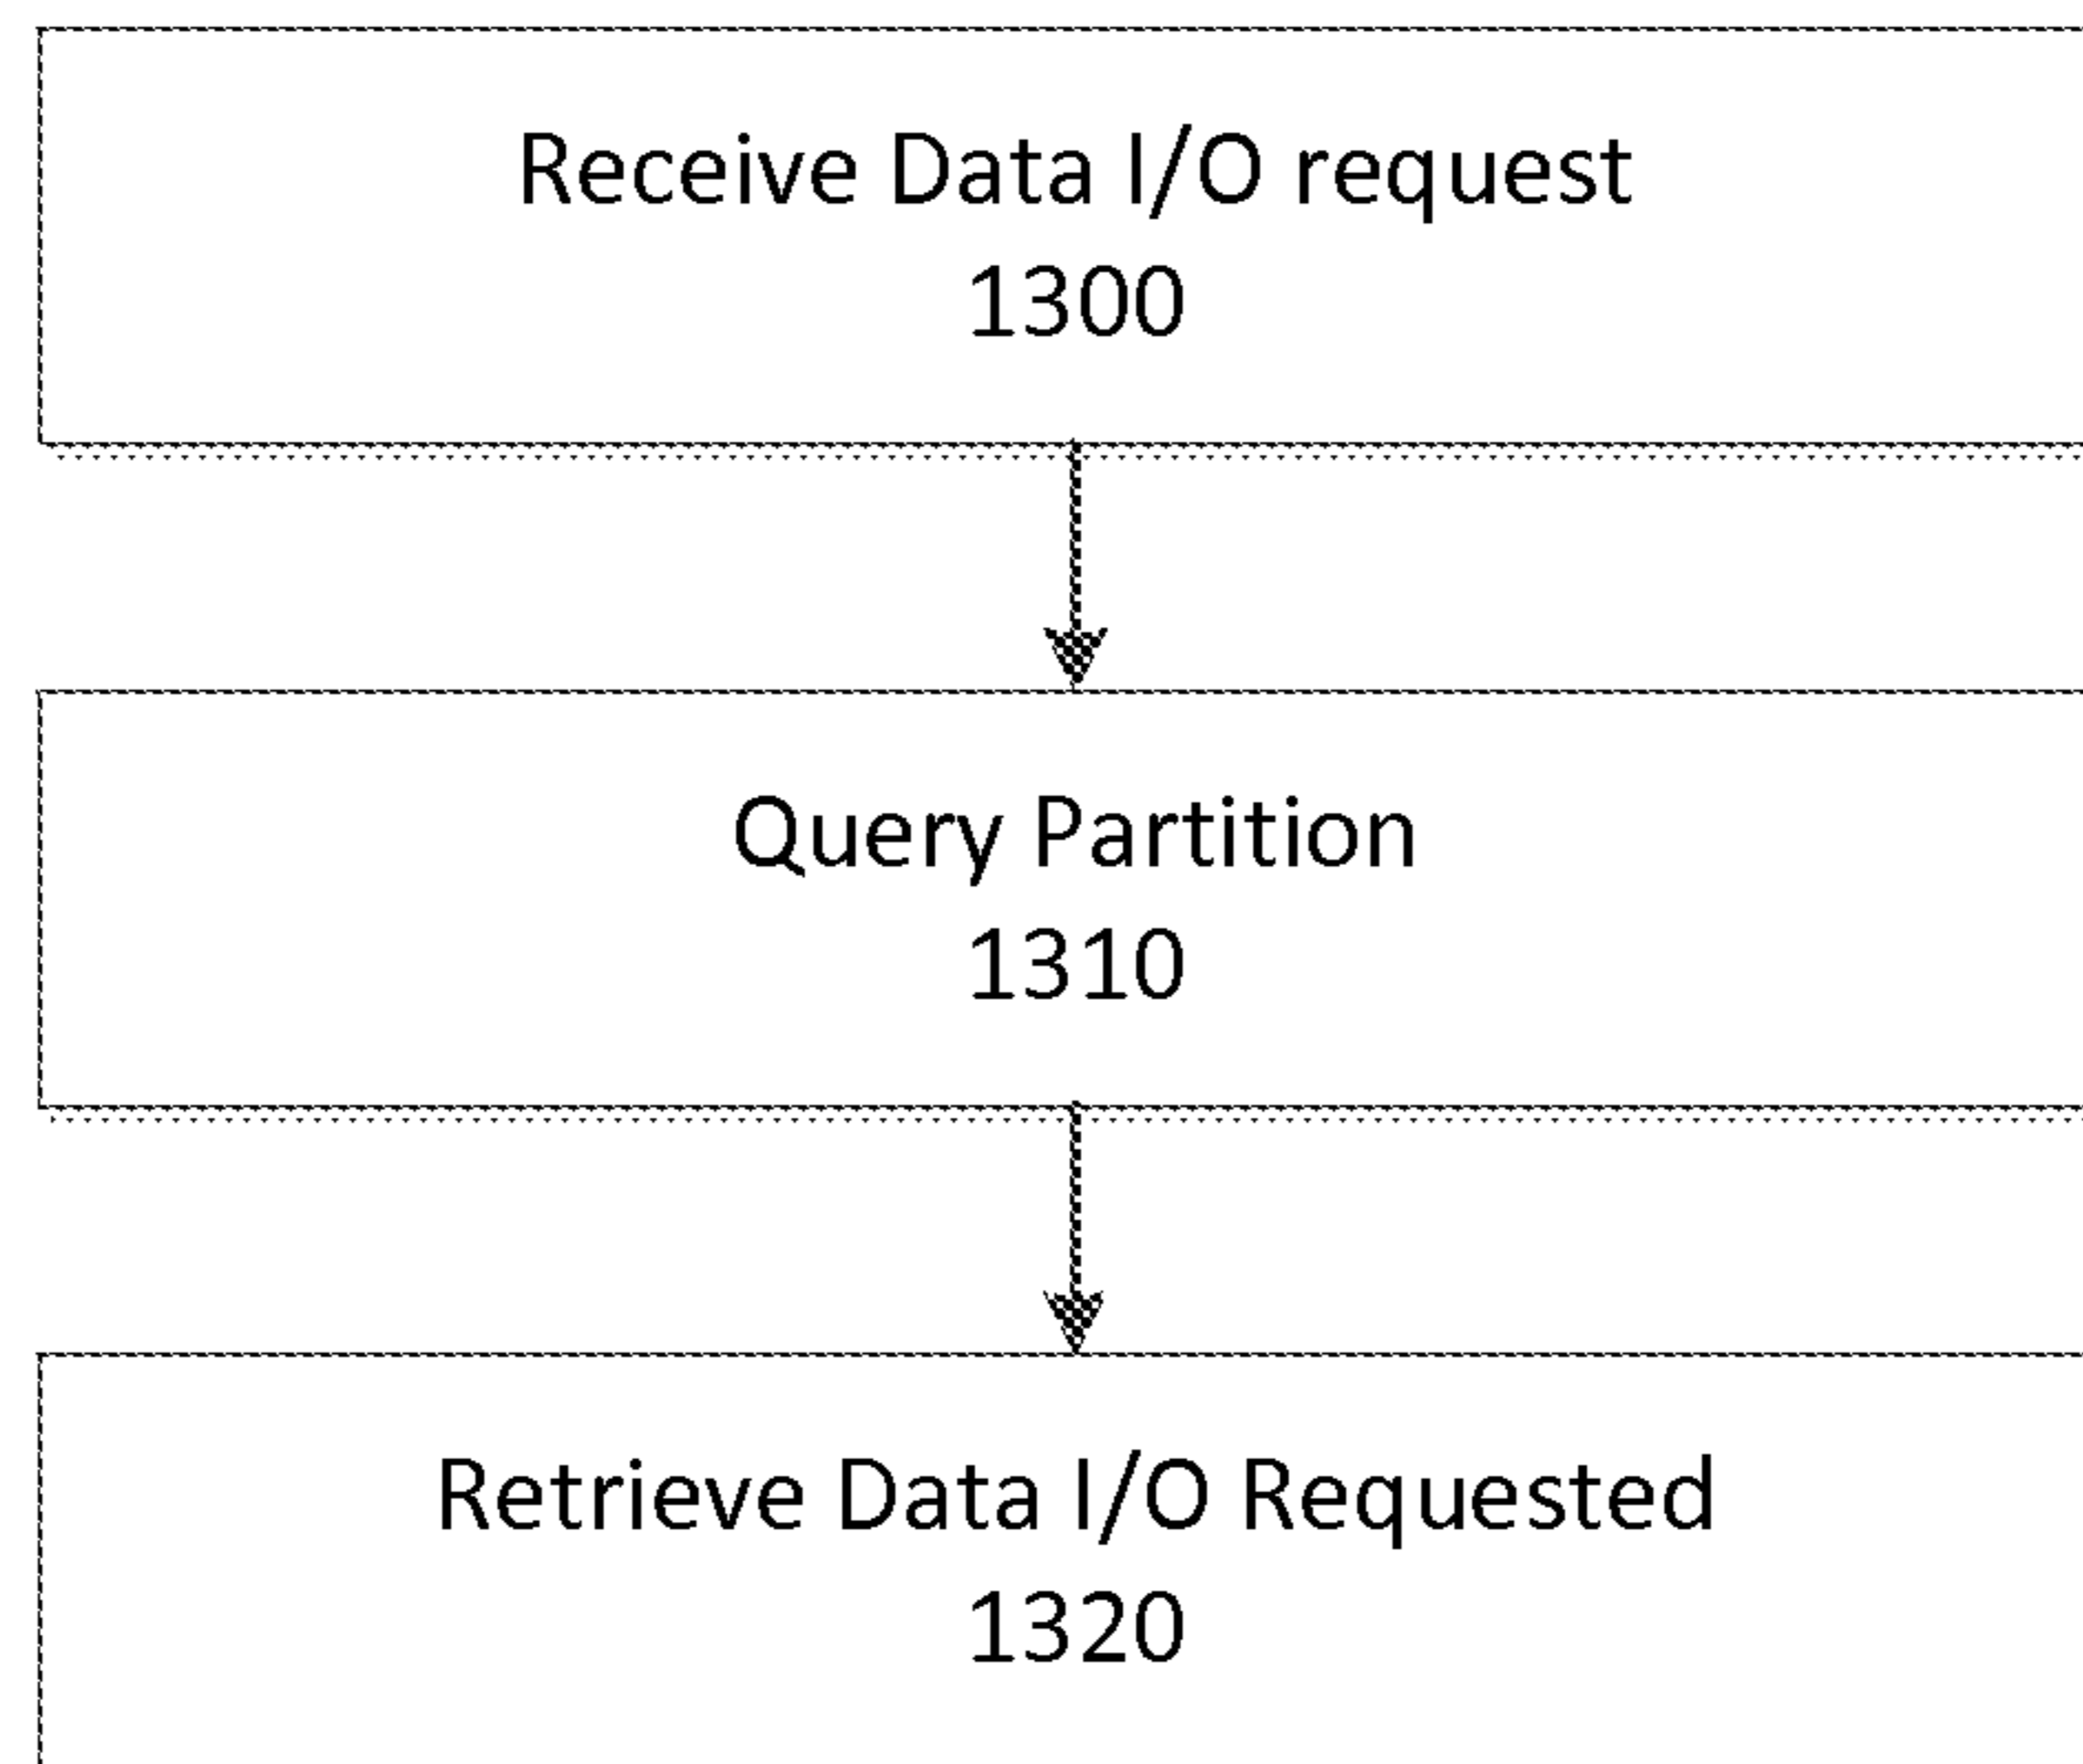 Receive Data I/O request
1300
Query Partition
1310
Retrieve Data I/O Requested
1320